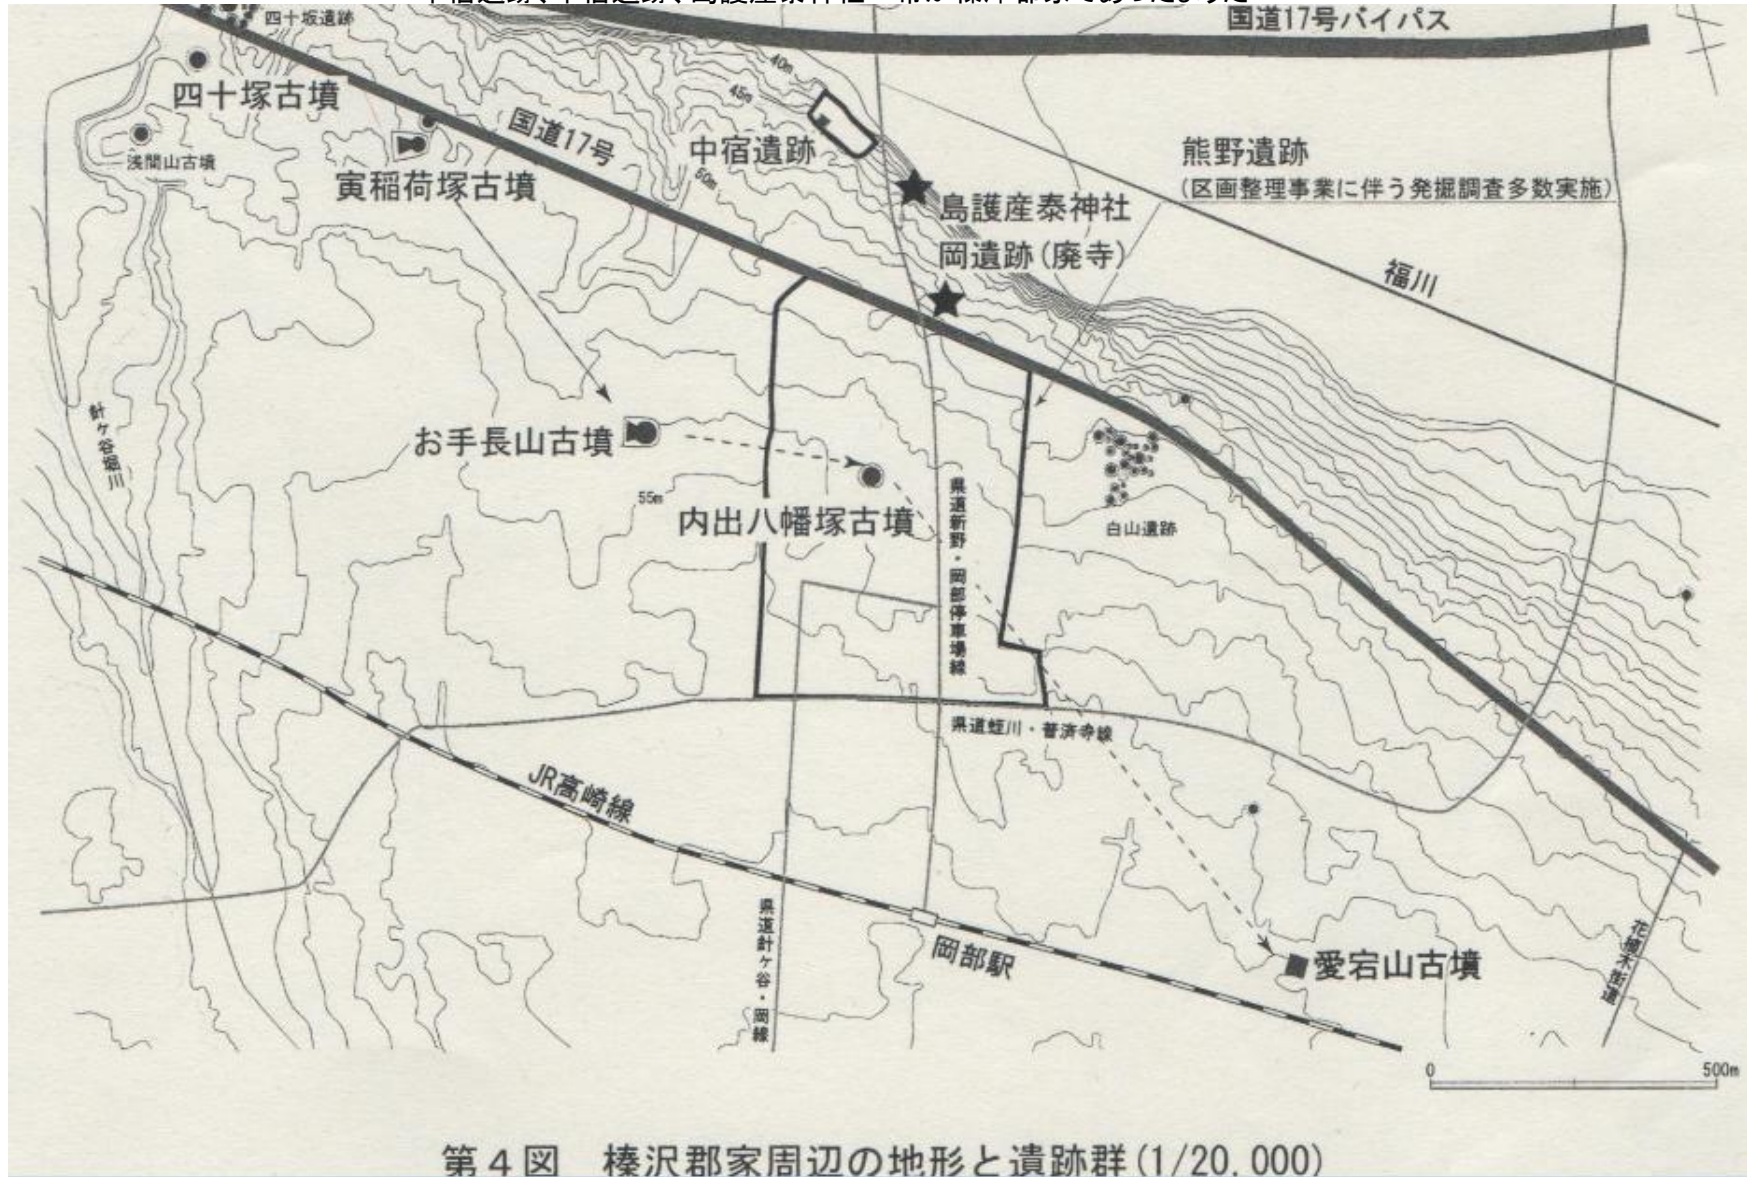 国道17号バイパス
四十坂遺跡
四十塚古墳
浅間山古墳
寅稲荷塚古墳
国道17号
40m
45m
50m
中宿遺跡
島護産泰神社
岡遺跡(廃寺)
熊野遺跡
(区画整理事業に伴う発掘調査多数実施)
福川
針ヶ谷堀川
お手長山古墳
55m
内出八幡塚古墳
県道新野・岡部停車場線
白山遺跡
県道蛭川・普済寺線
JR高崎線
県道針ヶ谷・岡線
岡部駅
愛宕山古墳
花植木街道
0 500m
第4図 榛沢郡家周辺の地形と遺跡群(1/20,000)